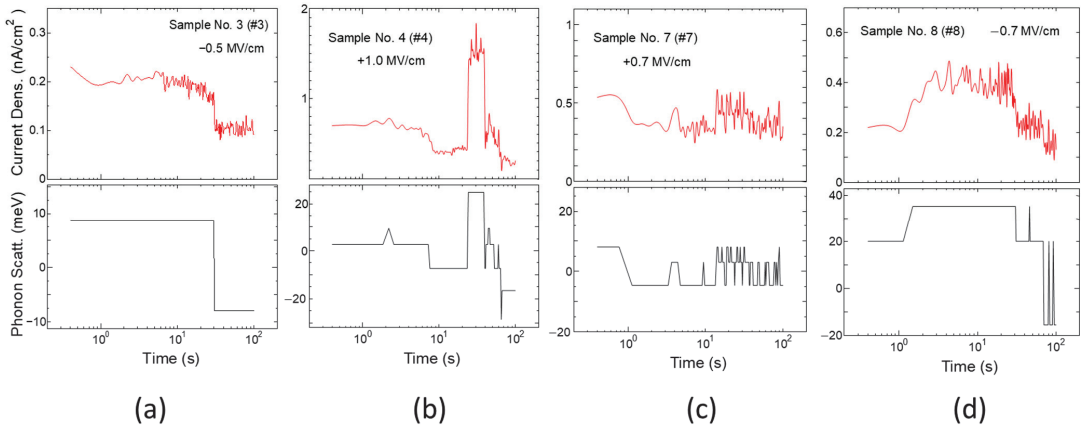 Sample No. 3 (#3)
−0.5 MV/cm
Current Dens. (nA/cm²)
0.3
0.2
0.1
0.0
Phonon Scatt. (meV)
10
0
−10
10⁰
10¹
10²
Time (s)
(a)
Sample No. 4 (#4)
+1.0 MV/cm
2
1
20
0
−20
10⁰
10¹
10²
Time (s)
(b)
Sample No. 7 (#7)
+0.7 MV/cm
1.0
0.5
0
20
10
0
−10
−20
10⁰
10¹
10²
Time (s)
(c)
Sample No. 8 (#8) −0.7 MV/cm
0.6
0.4
0.2
0.0
40
20
0
−20
10⁰
10¹
10²
Time (s)
(d)